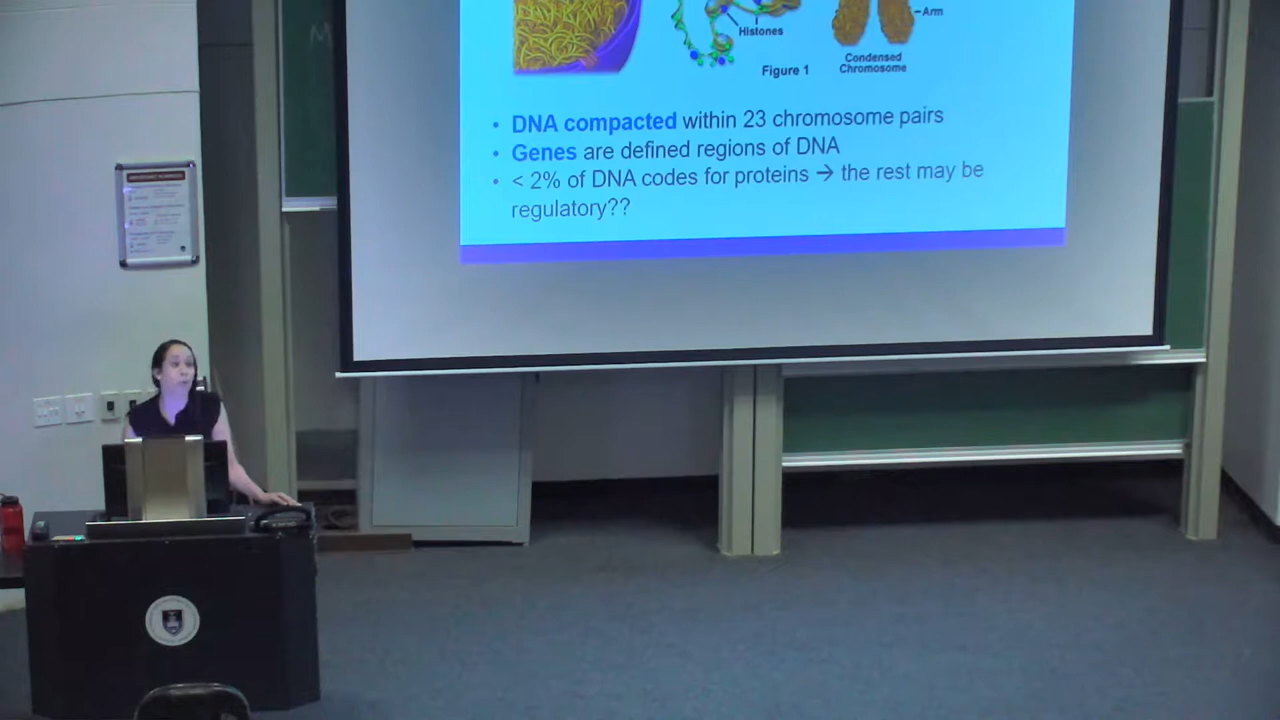 Arm
Histones
Condensed
Chromosome
Figure 1
• DNA compacted within 23 chromosome pairs
• Genes are defined regions of DNA
• < 2% of DNA codes for proteins → the rest may be
regulatory??